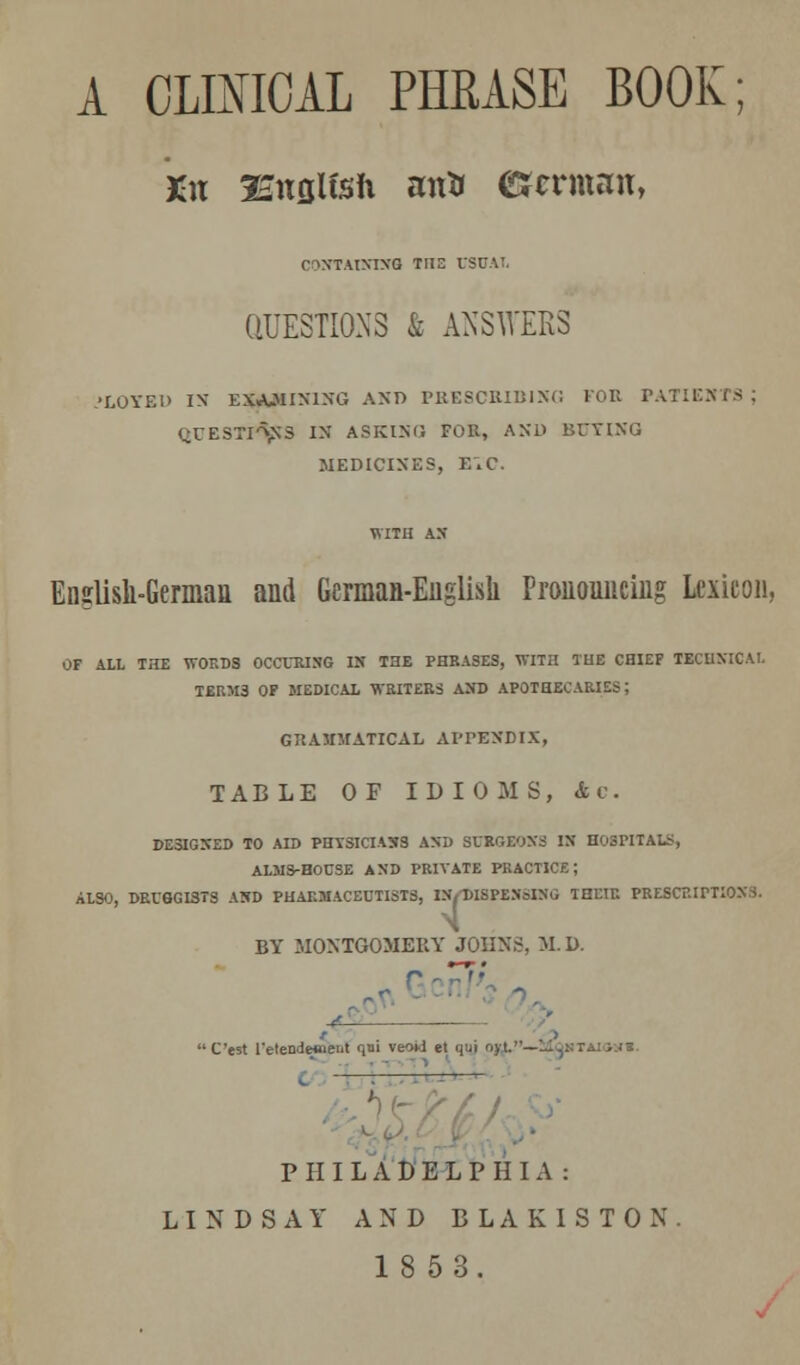 A CLINICAL PHRASE BOOK;
In English and German,
CONTAINING THE USUAL
QUESTIONS & ANSWERS
PLOYED IN EXAMINING AND PRESCRIBING FOR PATIENTS;
QUESTIONS IN ASKING FOR, AND BUYING
MEDICINES, ETC.
WITH AN
English-German and German-English Pronouncing Lexicon,
OF ALL THE WORDS OCCURING IN THE PHRASES, WITH THE CHIEF TECHNICAL
TERMS OF MEDICAL WRITERS AND APOTHECARIES;
GRAMMATICAL APPENDIX,
TABLE OF IDIOMS, &c.
DESIGNED TO AID PHYSICIANS AND SURGEONS IN HOSPITALS,
ALMS-HOUSE AND PRIVATE PRACTICE;
ALSO, DRUGGISTS AND PHARMACEUTISTS, IN DISPENSING THEIR PRESCRIPTIONS.
BY MONTGOMERY JOHNS, M.D.
"C'est l'etendement qui veoid et qui oyt."—MONTAIGNE.
PHILADELPHIA:
LINDSAY AND BLAKISTON.
1853.